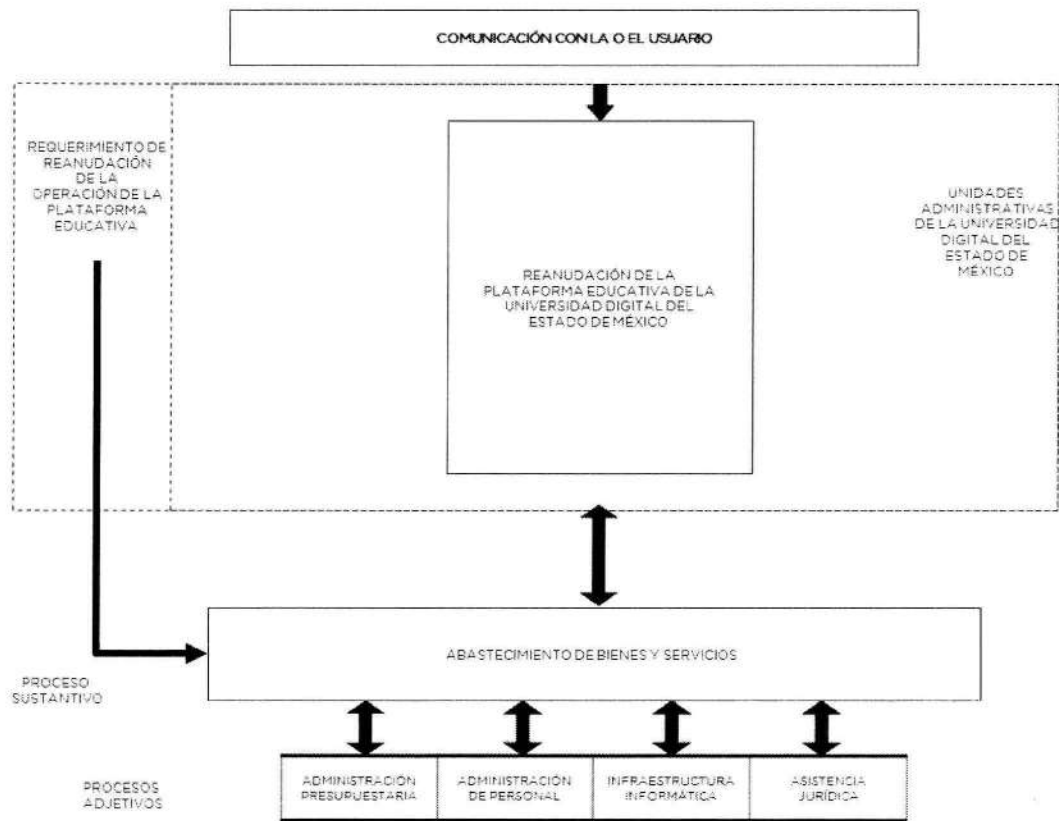 COMUNICACIÓN CON LA O EL USUARIO
REQUERIMIENTO DE
REANUDACIÓN
DE LA
OPERACIÓN DE LA
PLATAFORMA
EDUCATIVA
REANUDACIÓN DE LA
PLATAFORMA EDUCATIVA DE LA
UNIVERSIDAD DIGITAL DEL
ESTADO DE MÉXICO
UNIDADES
ADMINISTRATIVAS
DE LA UNIVERSIDAD
DIGITAL DEL
ESTADO DE
MÉXICO
ABASTECIMIENTO DE BIENES Y SERVICIOS
PROCESO
SUSTANTIVO
PROCESOS
ADJETIVOS
ADMINISTRACIÓN
PRESUPUESTARIA
ADMINISTRACIÓN
DE PERSONAL
INFRAESTRUCTURA
INFORMÁTICA
ASISTENCIA
JURÍDICA